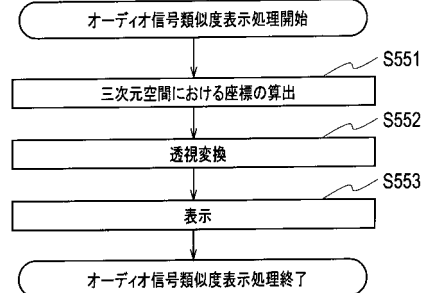 オーディオ信号類似度表示処理開始
S551
三次元空間における座標の算出
S552
透視変換
S553
表示
オーディオ信号類似度表示処理終了